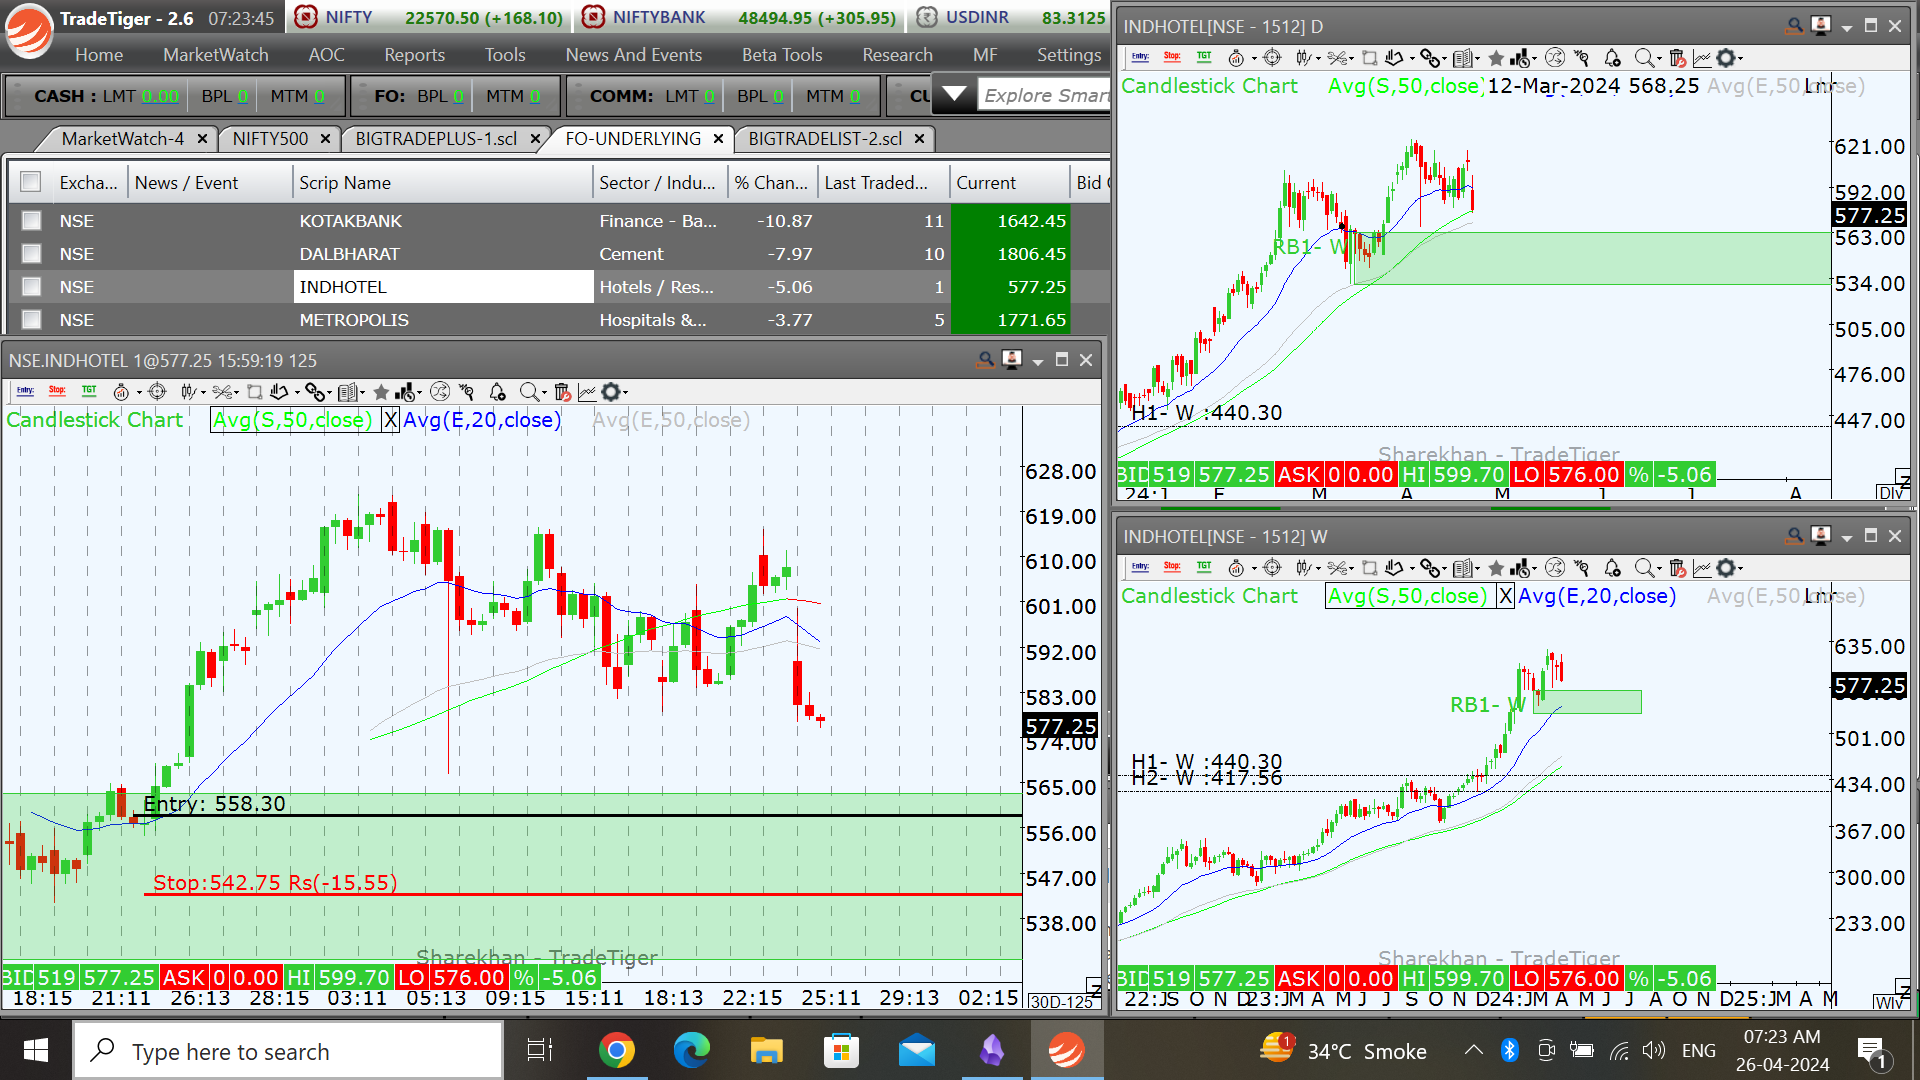 TradeTiger - 2.6 07:23:45 NIFTY 22570.50 (+168.10) NIFTYBANK 48494.95 (+305.95) USDINR 83.3125
Home MarketWatch AOC Reports Tools News And Events Beta Tools Research MF Settings
CASH : LMT 0.00 BPL 0 MTM 0 FO: BPL 0 MTM 0 COMM: LMT 0 BPL 0 MTM 0 CU Explore Smart
MarketWatch-4 × NIFTY500 × BIGTRADEPLUS-1.scl × FO-UNDERLYING × BIGTRADELIST-2.scl ×
Excha... News / Event Scrip Name Sector / Indu... % Chan... Last Traded... Current Bid
NSE KOTAKBANK Finance - Ba... -10.87 11 1642.45
NSE DALBHARAT Cement -7.97 10 1806.45
NSE INDHOTEL Hotels / Res... -5.06 1 577.25
NSE METROPOLIS Hospitals &... -3.77 5 1771.65
NSE.INDHOTEL 1@577.25 15:59:19 125
Entry: Stop: TGT
Candlestick Chart Avg(S,50,close) X Avg(E,20,close) Avg(E,50,close)
628.00
619.00
610.00
601.00
592.00
583.00
577.25
574.00
565.00
556.00
547.00
538.00
Entry: 558.30
Stop:542.75 Rs(-15.55)
Sharekhan - TradeTiger
BID 519 577.25 ASK 0 0.00 HI 599.70 LO 576.00 % -5.06
18:15 21:11 26:13 28:15 03:11 05:13 09:15 15:11 18:13 22:15 25:11 29:13 02:15 30D-125
INDHOTEL[NSE - 1512] D
Entry: Stop: TGT
Candlestick Chart Avg(S,50,close) 12-Mar-2024 568.25 Avg(E,50,close)
621.00
592.00
577.25
563.00
534.00
505.00
476.00
447.00
RB1- W
H1- W :440.30
Sharekhan - TradeTiger
BID 519 577.25 ASK 0 0.00 HI 599.70 LO 576.00 % -5.06
24:J F M A M J J A
INDHOTEL[NSE - 1512] W
Entry: Stop: TGT
Candlestick Chart Avg(S,50,close) X Avg(E,20,close) Avg(E,50,close)
635.00
577.25
501.00
434.00
367.00
300.00
233.00
RB1- W
H1- W :440.30
H2- W :417.56
Sharekhan - TradeTiger
BID 519 577.25 ASK 0 0.00 HI 599.70 LO 576.00 % -5.06
22:J S O N D 23:J M A M J J S O N D 24:J M A M J J A O N D 25:J M A M
Type here to search
1 34°C Smoke ENG 07:23 AM
26-04-2024 1